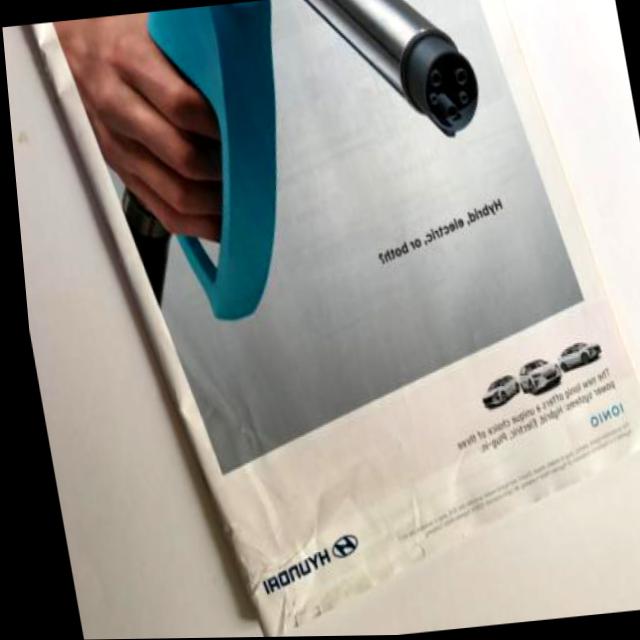 Hybrid, electric, or both?
The new Ioniq offers a unique choice of three
power systems. Hybrid, Electric, Plug-in.
IONIQ
HYUNDAI